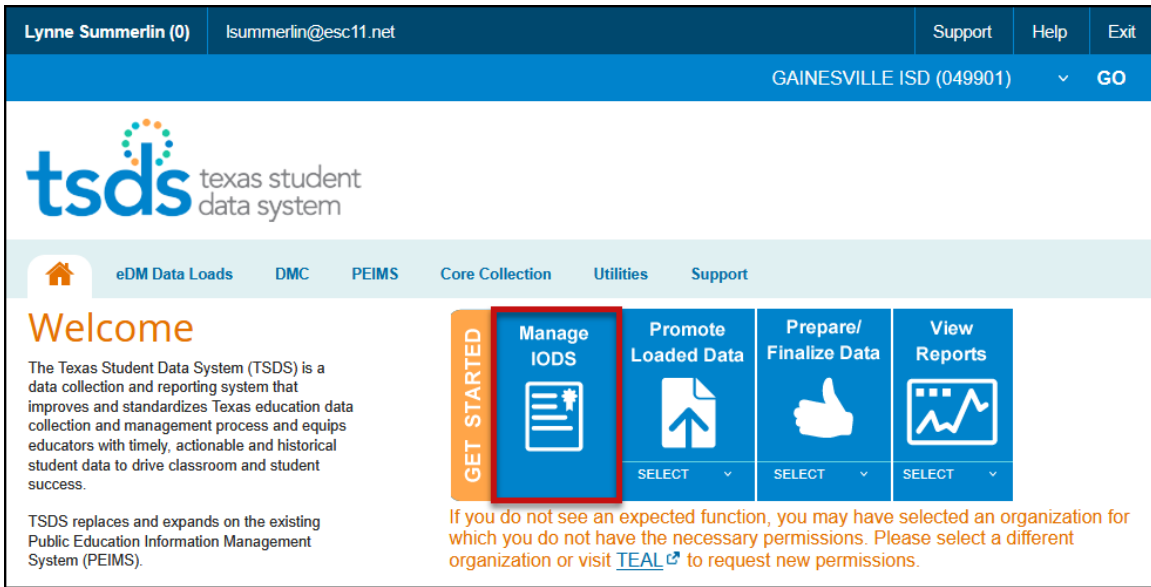 Lynne Summerlin (0) lsummerlin@esc11.net Support Help Exit
GAINESVILLE ISD (049901) GO
tsds texas student
data system
eDM Data Loads DMC PEIMS Core Collection Utilities Support
Welcome
The Texas Student Data System (TSDS) is a
data collection and reporting system that
improves and standardizes Texas education data
collection and management process and equips
educators with timely, actionable and historical
student data to drive classroom and student
success.
TSDS replaces and expands on the existing
Public Education Information Management
System (PEIMS).
GET STARTED
Manage
IODS
Promote
Loaded Data
SELECT
Prepare/
Finalize Data
SELECT
View
Reports
SELECT
If you do not see an expected function, you may have selected an organization for
which you do not have the necessary permissions. Please select a different
organization or visit TEAL to request new permissions.